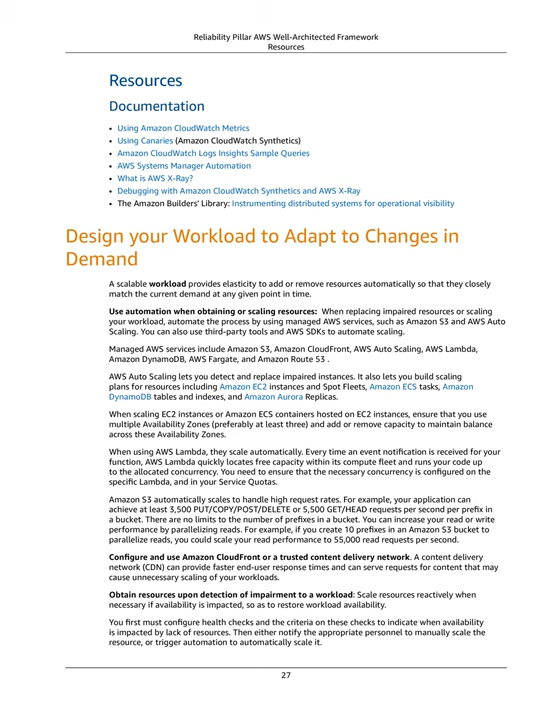 Reliability Pillar AWS Well-Architected Framework
Resources
Resources
Documentation
• Using Amazon CloudWatch Metrics
• Using Canaries (Amazon CloudWatch Synthetics)
• Amazon CloudWatch Logs Insights Sample Queries
• AWS Systems Manager Automation
• What is AWS X-Ray?
• Debugging with Amazon CloudWatch Synthetics and AWS X-Ray
• The Amazon Builders' Library: Instrumenting distributed systems for operational visibility
Design your Workload to Adapt to Changes in
Demand
A scalable workload provides elasticity to add or remove resources automatically so that they closely
match the current demand at any given point in time.
Use automation when obtaining or scaling resources: When replacing impaired resources or scaling
your workload, automate the process by using managed AWS services, such as Amazon S3 and AWS Auto
Scaling. You can also use third-party tools and AWS SDKs to automate scaling.
Managed AWS services include Amazon S3, Amazon CloudFront, AWS Auto Scaling, AWS Lambda,
Amazon DynamoDB, AWS Fargate, and Amazon Route 53 .
AWS Auto Scaling lets you detect and replace impaired instances. It also lets you build scaling
plans for resources including Amazon EC2 instances and Spot Fleets, Amazon ECS tasks, Amazon
DynamoDB tables and indexes, and Amazon Aurora Replicas.
When scaling EC2 instances or Amazon ECS containers hosted on EC2 instances, ensure that you use
multiple Availability Zones (preferably at least three) and add or remove capacity to maintain balance
across these Availability Zones.
When using AWS Lambda, they scale automatically. Every time an event notification is received for your
function, AWS Lambda quickly locates free capacity within its compute fleet and runs your code up
to the allocated concurrency. You need to ensure that the necessary concurrency is configured on the
specific Lambda, and in your Service Quotas.
Amazon S3 automatically scales to handle high request rates. For example, your application can
achieve at least 3,500 PUT/COPY/POST/DELETE or 5,500 GET/HEAD requests per second per prefix in
a bucket. There are no limits to the number of prefixes in a bucket. You can increase your read or write
performance by parallelizing reads. For example, if you create 10 prefixes in an Amazon S3 bucket to
parallelize reads, you could scale your read performance to 55,000 read requests per second.
Configure and use Amazon CloudFront or a trusted content delivery network. A content delivery
network (CDN) can provide faster end-user response times and can serve requests for content that may
cause unnecessary scaling of your workloads.
Obtain resources upon detection of impairment to a workload: Scale resources reactively when
necessary if availability is impacted, so as to restore workload availability.
You first must configure health checks and the criteria on these checks to indicate when availability
is impacted by lack of resources. Then either notify the appropriate personnel to manually scale the
resource, or trigger automation to automatically scale it.
27